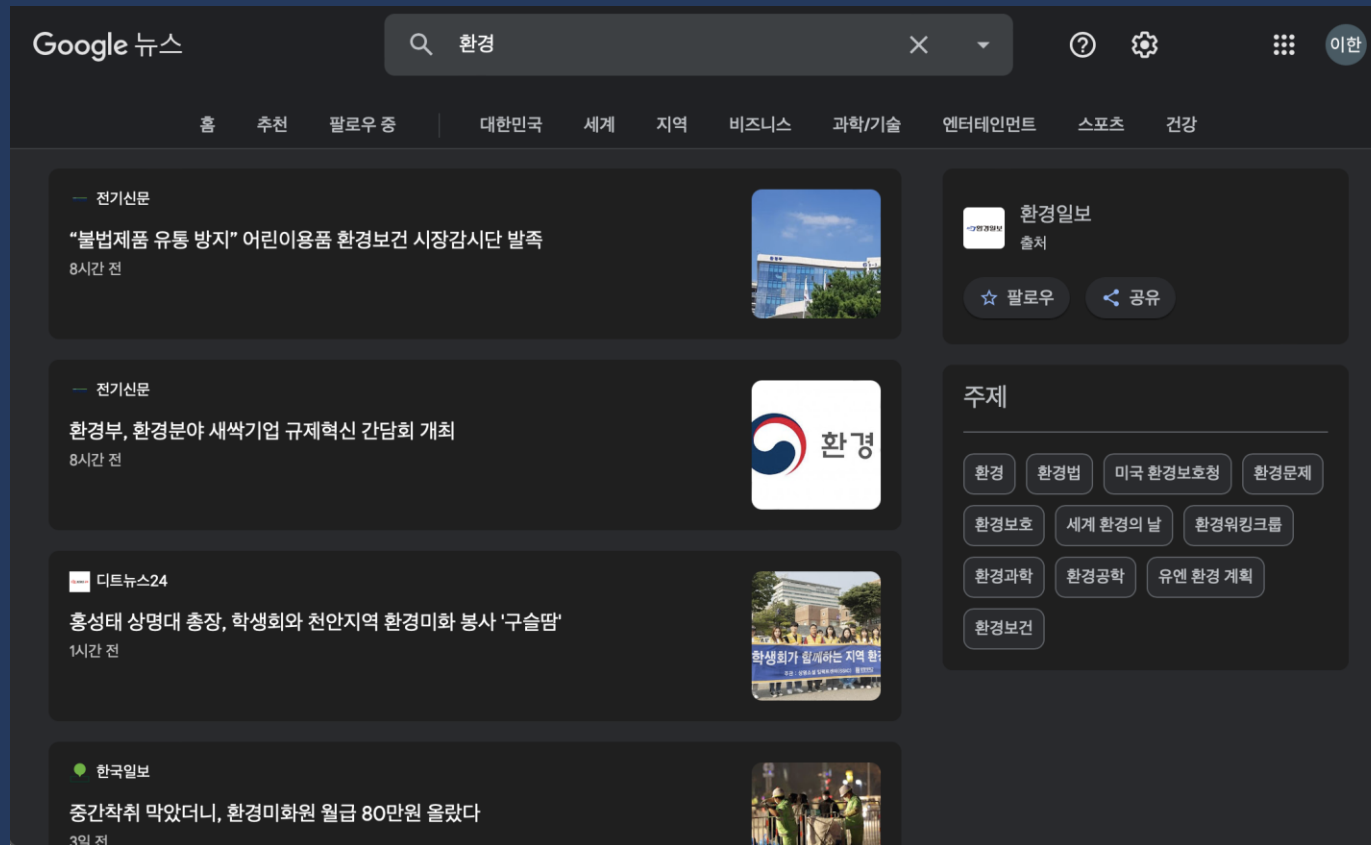 Google 뉴스
환경
이한
홈 추천 팔로우 중 대한민국 세계 지역 비즈니스 과학/기술 엔터테인먼트 스포츠 건강
전기신문
“불법제품 유통 방지” 어린이용품 환경보건 시장감시단 발족
8시간 전
전기신문
환경부, 환경분야 새싹기업 규제혁신 간담회 개최
8시간 전
환경
디트뉴스24
홍성태 상명대 총장, 학생회와 천안지역 환경미화 봉사 '구슬땀'
1시간 전
학생회가 함께하는 지역 환
한국일보
중간착취 막았더니, 환경미화원 월급 80만원 올랐다
3일 전
환경일보
환경일보
출처
팔로우 공유
주제
환경 환경법 미국 환경보호청 환경문제
환경보호 세계 환경의 날 환경워킹크룹
환경과학 환경공학 유엔 환경 계획
환경보건